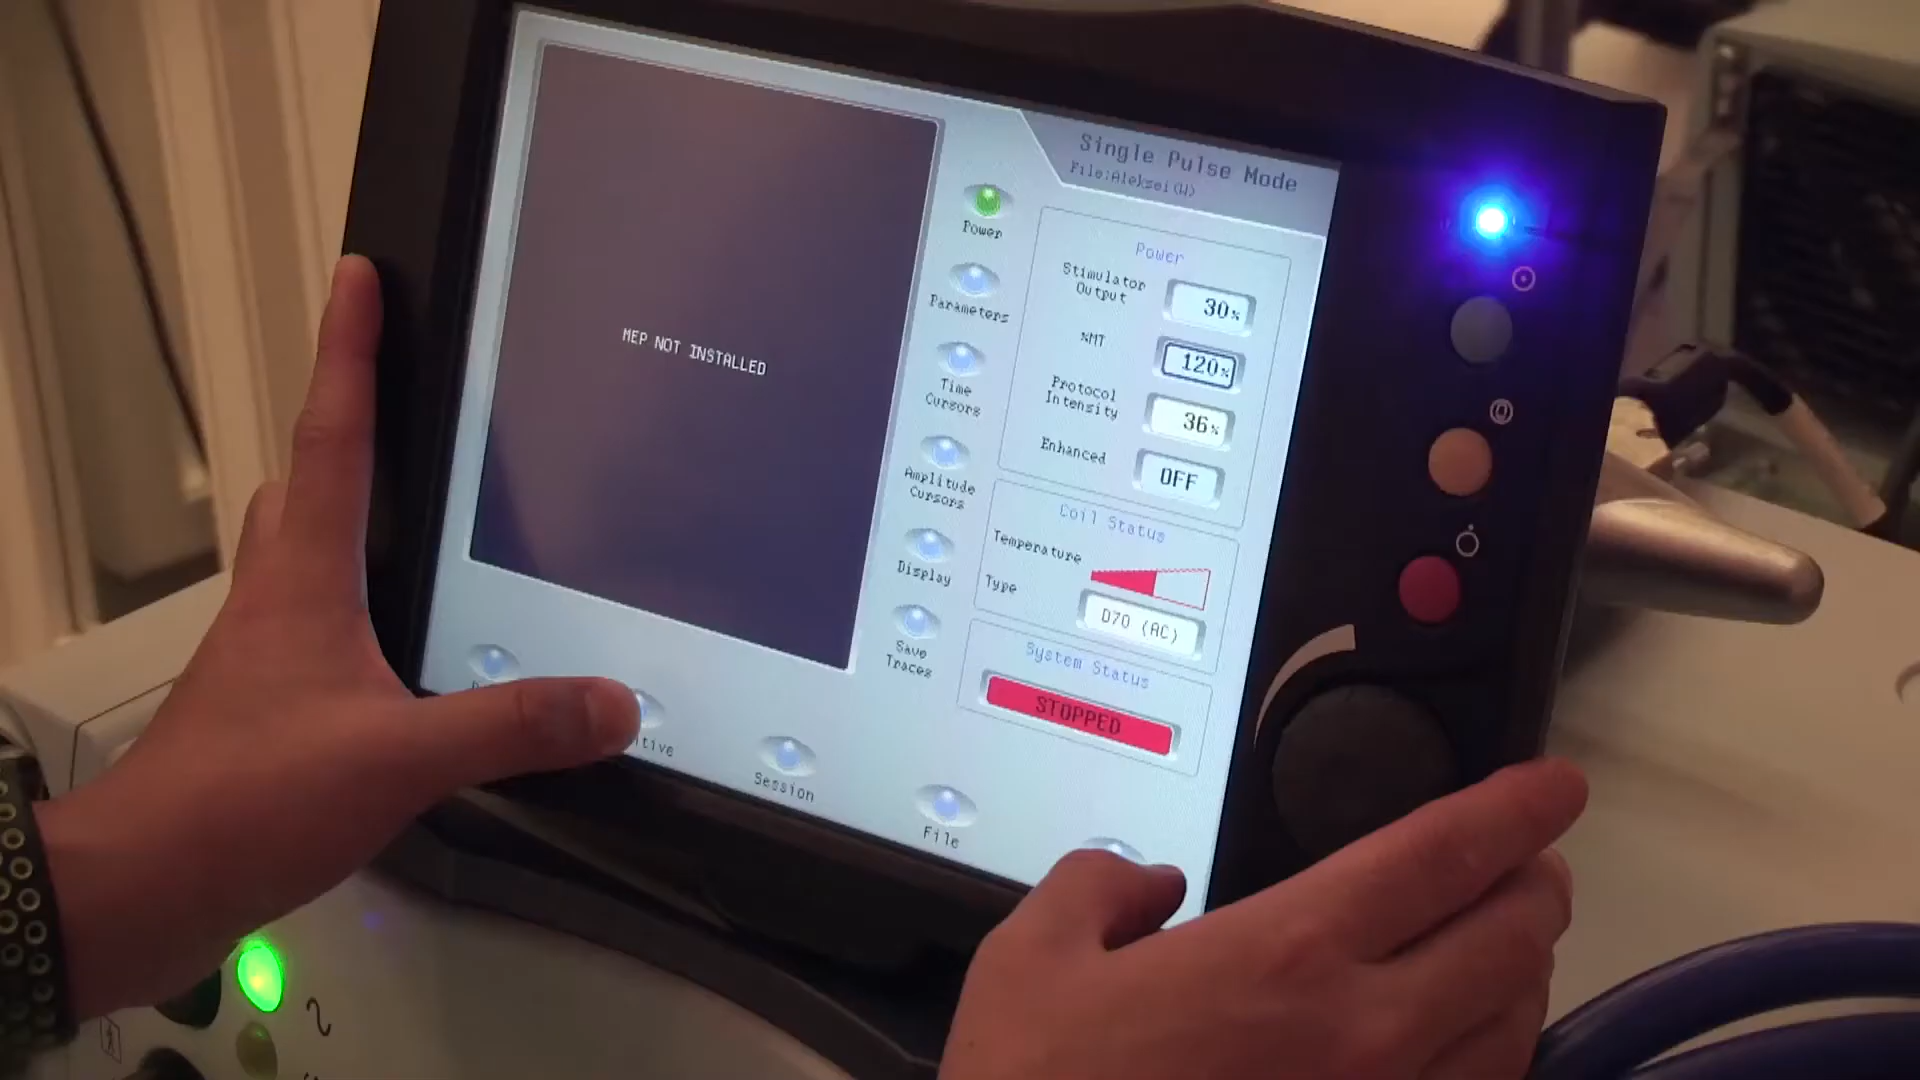 Single Pulse Mode
File:Aleksei(W)
MEP NOT INSTALLED
Power
Parameters
Time
Cursors
Amplitude
Cursors
Display
Save
Traces
Power
Stimulator
Output
30%
%MT
120%
Protocol
Intensity
36%
Enhanced
OFF
Coil Status
Temperature
Type
D70 (AC)
System Status
STOPPED
Session
File